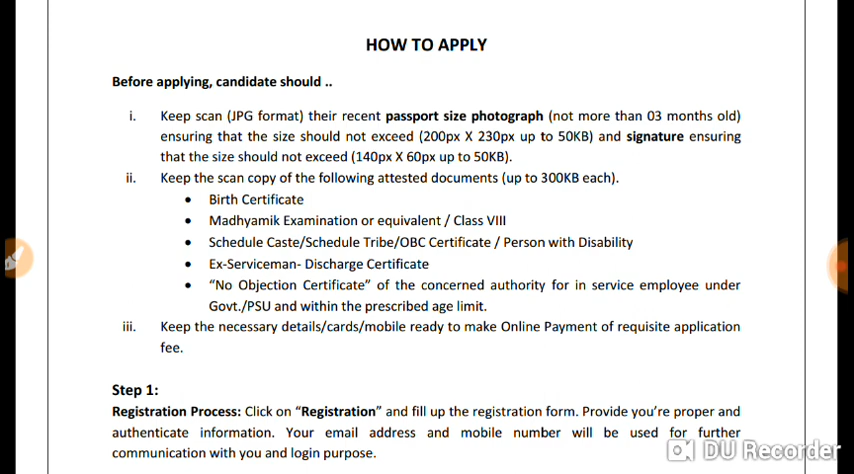 HOW TO APPLY
Before applying, candidate should ..
i. Keep scan (JPG format) their recent passport size photograph (not more than 03 months old)
ensuring that the size should not exceed (200px X 230px up to 50KB) and signature ensuring
that the size should not exceed (140px X 60px up to 50KB).
ii. Keep the scan copy of the following attested documents (up to 300KB each).
• Birth Certificate
• Madhyamik Examination or equivalent / Class VIII
• Schedule Caste/Schedule Tribe/OBC Certificate / Person with Disability
• Ex-Serviceman- Discharge Certificate
• “No Objection Certificate” of the concerned authority for in service employee under
Govt./PSU and within the prescribed age limit.
iii. Keep the necessary details/cards/mobile ready to make Online Payment of requisite application
fee.
Step 1:
Registration Process: Click on “Registration” and fill up the registration form. Provide you’re proper and
authenticate information. Your email address and mobile number will be used for further
communication with you and login purpose.
DU Recorder